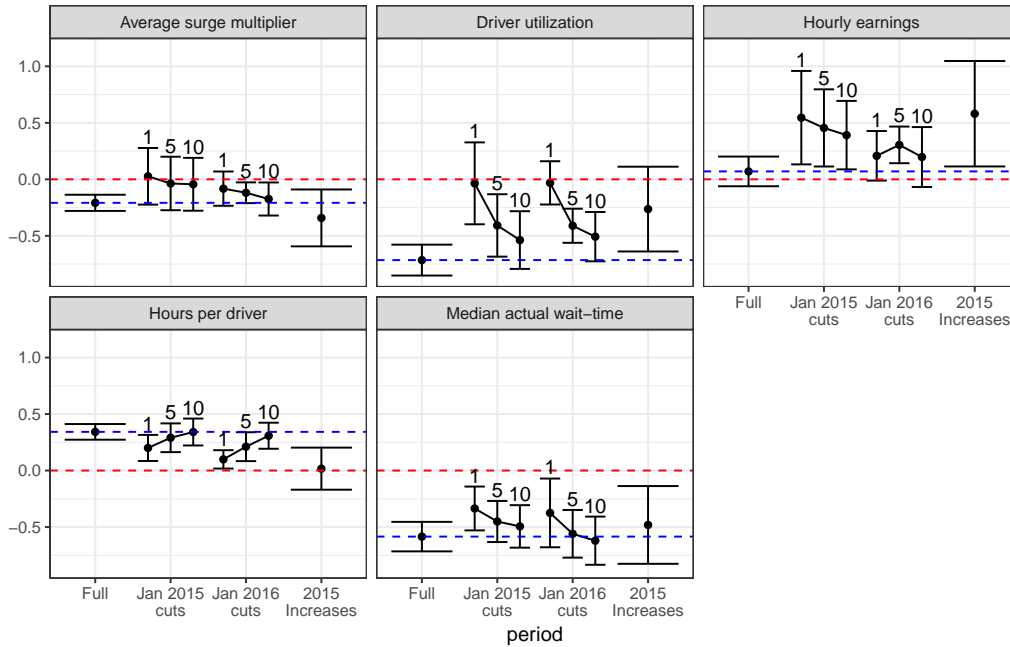 Average surge multiplier
Driver utilization
Hourly earnings
1.0
0.5
0.0
−0.5
1 5 10
1 5 10
1 5 10
1 5 10
1 5 10
1 5 10
Full
Jan 2015
cuts
Jan 2016
cuts
2015
Increases
Hours per driver
Median actual wait−time
1.0
0.5
0.0
−0.5
1 5 10
1 5 10
1 5 10
1 5 10
Full
Jan 2015
cuts
Jan 2016
cuts
2015
Increases
Full
Jan 2015
cuts
Jan 2016
cuts
2015
Increases
period